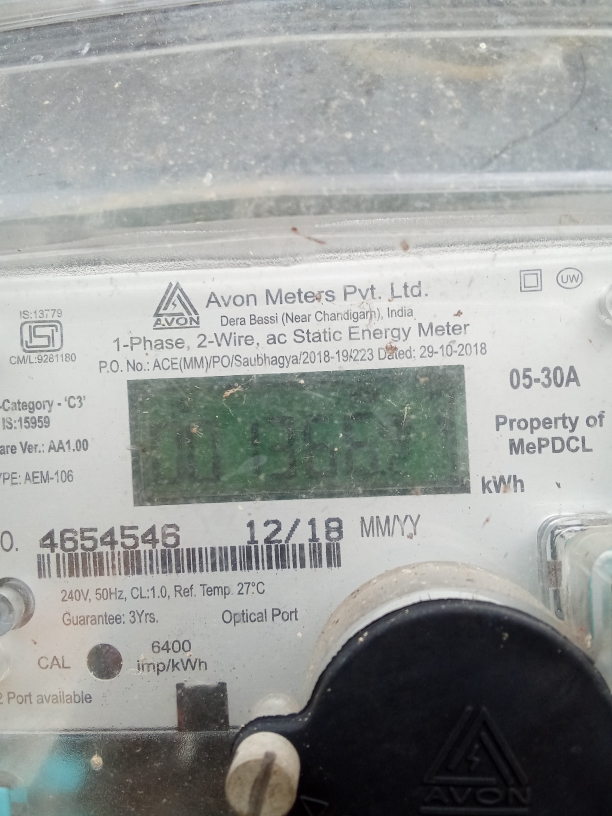 Avon Meters Pvt. Ltd.
AVON
Dera Bassi (Near Chandigarh), India
1-Phase, 2-Wire, ac Static Energy Meter
P.O. No.: ACE(MM)/PO/Saubhagya/2018-19/223 Dated: 29-10-2018
UW
IS:13779
ISI
CM/L:9261180
-Category - 'C3'
IS:15959
are Ver.: AA1.00
YPE: AEM-106
05-30A
Property of
MePDCL
kWh
O. 4654546 12/18 MM/YY
240V, 50Hz, CL:1.0, Ref. Temp. 27°C
Guarantee: 3Yrs. Optical Port
CAL
6400
imp/kWh
2 Port available
AVON